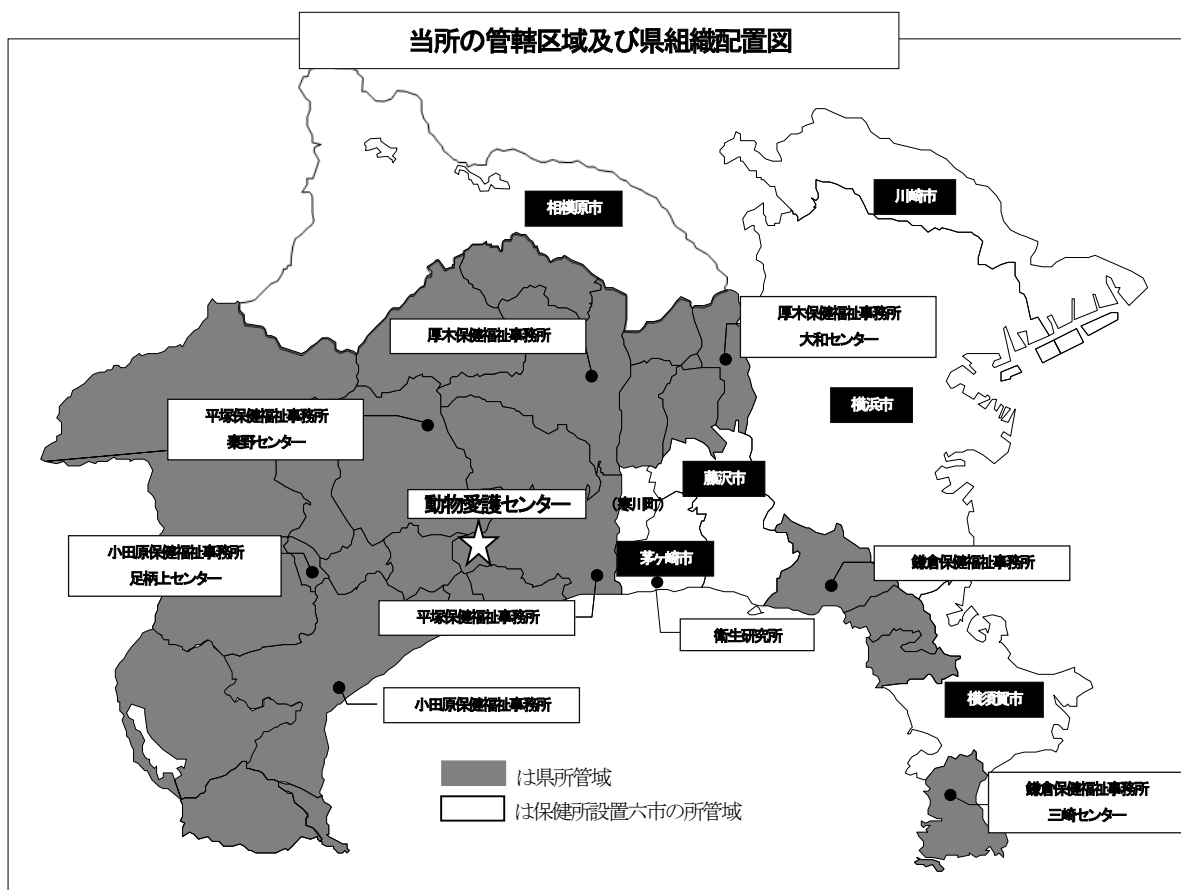 当所の管轄区域及び県組織配置図
相模原市
川崎市
厚木保健福祉事務所
厚木保健福祉事務所
大和センター
横浜市
平塚保健福祉事務所
秦野センター
藤沢市
動物愛護センター
(寒川町)
小田原保健福祉事務所
足柄上センター
茅ヶ崎市
鎌倉保健福祉事務所
平塚保健福祉事務所
衛生研究所
小田原保健福祉事務所
横須賀市
は県所管域
は保健所設置六市の所管域
鎌倉保健福祉事務所
三崎センター